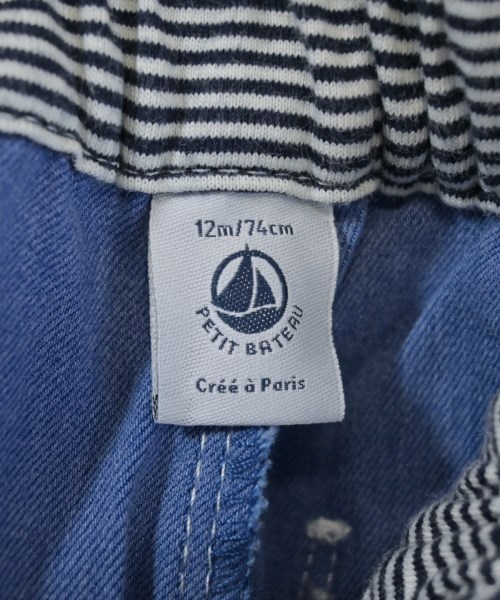 12m/74cm
PETIT BATEAU
Créé à Paris